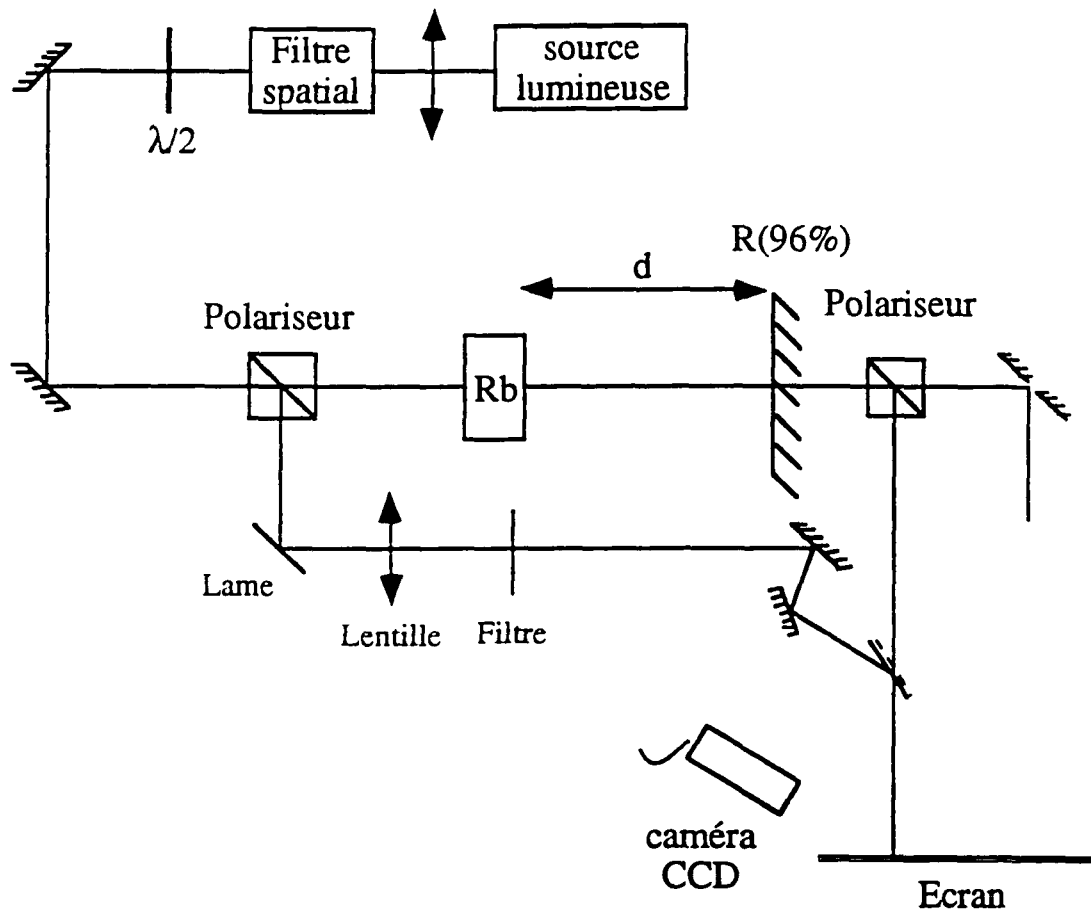 Filtre
spatial
source
lumineuse
λ/2
R(96%)
d
Polariseur
Polariseur
Rb
Lame
Lentille
Filtre
caméra
CCD
Ecran